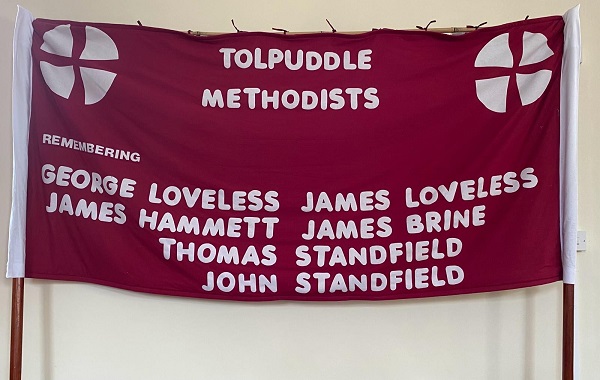 TOLPUDDLE
METHODISTS
REMEMBERING
GEORGE LOVELESS JAMES LOVELESS
JAMES HAMMETT JAMES BRINE
THOMAS STANDFIELD
JOHN STANDFIELD